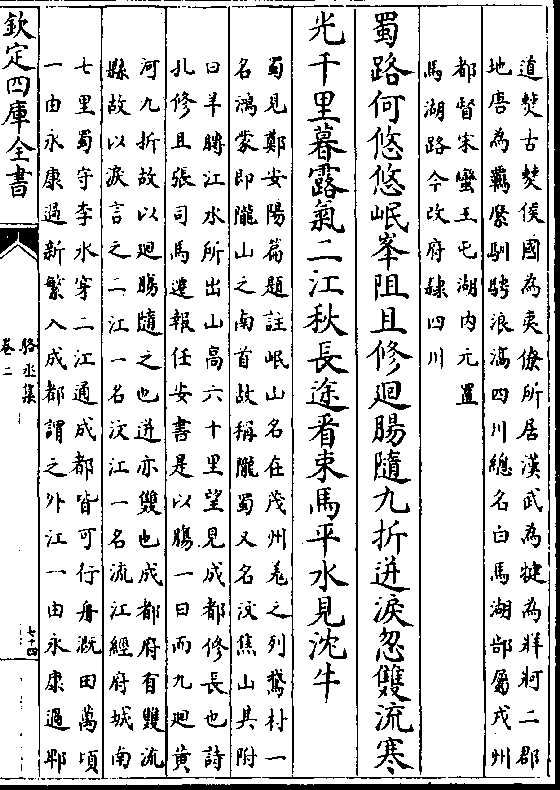 道僰古僰侯國為夷僚所居漢武為犍為牂牁二郡
地唐為羈縻馴騁浪滈四川總名曰馬湖部屬戎州
都督宋蠻王屯湖内元置
馬湖路今改府隸四川
蜀路何悠悠岷峯阻且修迴腸隨九折迸淚忽雙流寒
光千里暮露氣二江秋長途看束馬平水見沈牛
蜀見鄭安陽篇題註岷山名在茂州羌之列鵞村一
名鴻蒙即隴山之南首故稱隴蜀又名汶焦山其附
曰羊膊江水所出山高六十里望見成都修長也詩
孔修且張司馬遷報任安書是以腸一日而九迴黄
河九折故以迴腸隨之也迸亦雙也成都府有雙流
縣故以淚言之二江一名汶江一名流江經府城南
七里蜀守李氷穿二江通成都皆可行舟溉田萬頃
一由永康過新繁入成都謂之外江一由永康過郫
欽定四庫全書
駱丞集
卷二
七十四